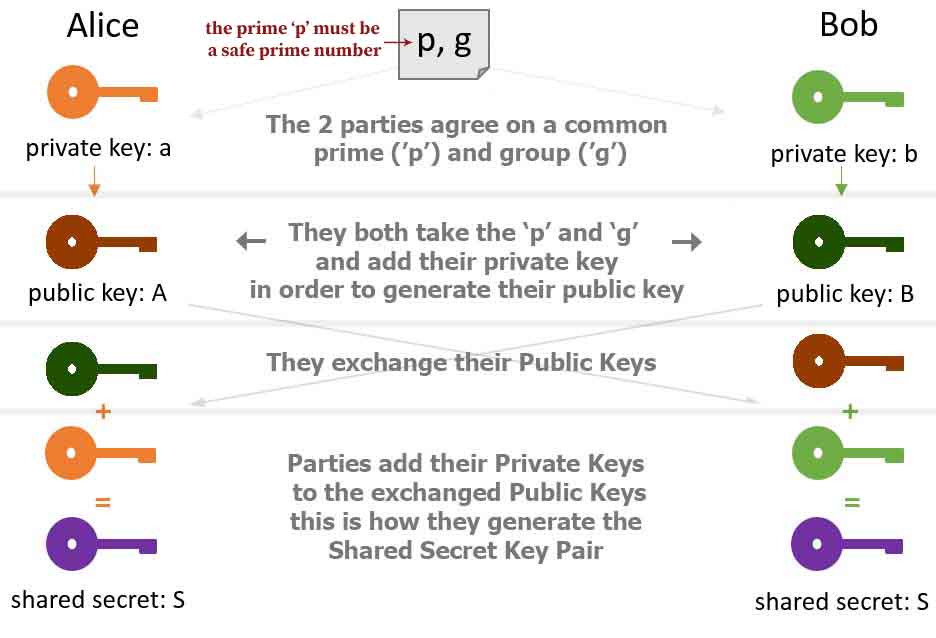 Alice
the prime ‘p’ must be
a safe prime number
p, g
Bob
The 2 parties agree on a common
prime (’p’) and group (’g’)
private key: a
private key: b
They both take the ‘p’ and ‘g’
and add their private key
in order to generate their public key
public key: A
public key: B
They exchange their Public Keys
+
+
Parties add their Private Keys
to the exchanged Public Keys
this is how they generate the
Shared Secret Key Pair
=
=
shared secret: S
shared secret: S